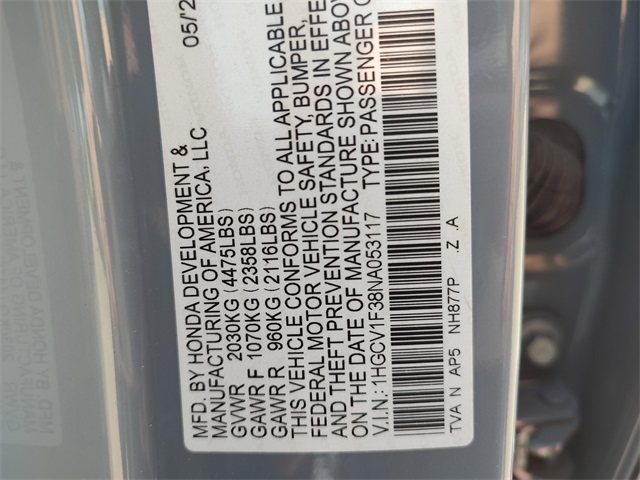 MFD. BY HONDA DEVELOPMENT & 05/2
MANUFACTURING OF AMERICA, LLC
GVWR 2030KG (4475LBS)
GAWR F 1070KG (2358LBS)
GAWR R 960KG (2116LBS)
THIS VEHICLE CONFORMS TO ALL APPLICABLE
FEDERAL MOTOR VEHICLE SAFETY, BUMPER,
AND THEFT PREVENTION STANDARDS IN EFFE
ON THE DATE OF MANUFACTURE SHOWN ABOV
V.I.N.: 1HGCV1F38NA053117 TYPE: PASSENGER C
TVA N AP5 NH877P .Z .A